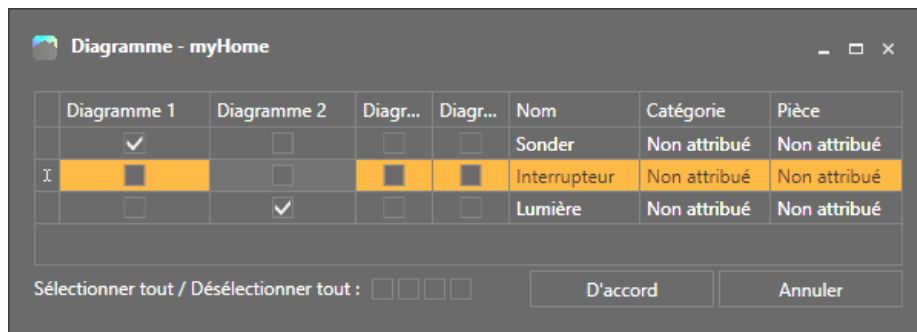 Diagramme - myHome
Diagramme 1 Diagramme 2 Diagr... Diagr... Nom Catégorie Pièce
Sonder Non attribué Non attribué
Interrupteur Non attribué Non attribué
Lumière Non attribué Non attribué
Sélectionner tout / Désélectionner tout : D'accord Annuler